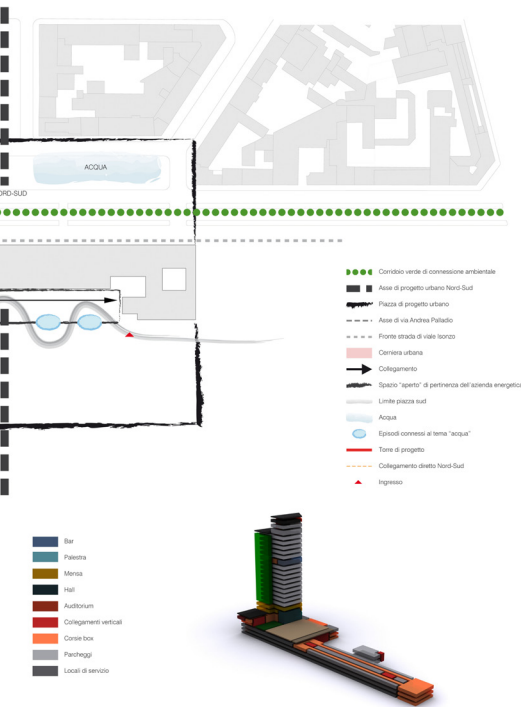 ACQUA
ORD-SUD
Corridoio verde di connessione ambientale
Asse di progetto urbano Nord-Sud
Piazza di progetto urbano
Asse di via Andrea Palladio
Fronte strada di viale Isonzo
Cerniera urbana
Collegamento
Spazio "aperto" di pertinenza dell'azienda energetica
Limite piazza sud
Acqua
Episodi connessi al tema "acqua"
Torre di progetto
Collegamento diretto Nord-Sud
Ingresso
Bar
Palestra
Mensa
Hall
Auditorium
Collegamenti verticali
Corsie box
Parcheggi
Locali di servizio